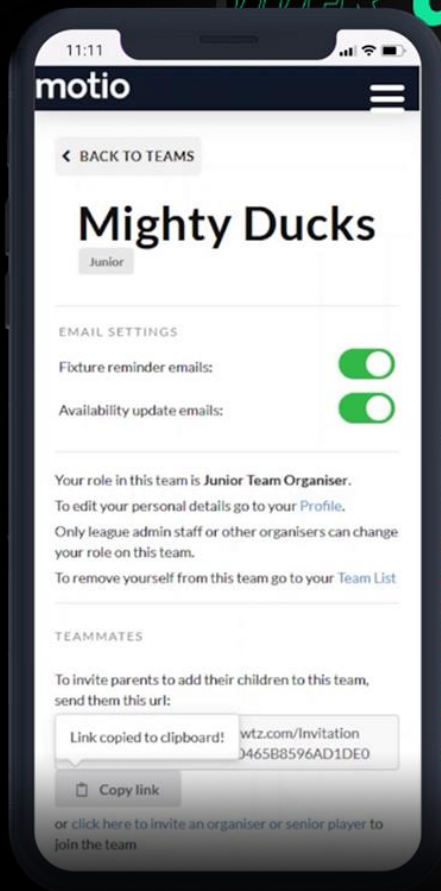 11:11
motio
BACK TO TEAMS
Mighty Ducks
Junior
EMAIL SETTINGS
Fixture reminder emails:
Availability update emails:
Your role in this team is Junior Team Organiser.
To edit your personal details go to your Profile.
Only league admin staff or other organisers can change
your role on this team.
To remove yourself from this team go to your Team List
TEAMMATES
To invite parents to add their children to this team,
send them this url:
Link copied to clipboard!
wtz.com/Invitation
0465B8596AD1DE0
Copy link
or click here to invite an organiser or senior player to
join the team